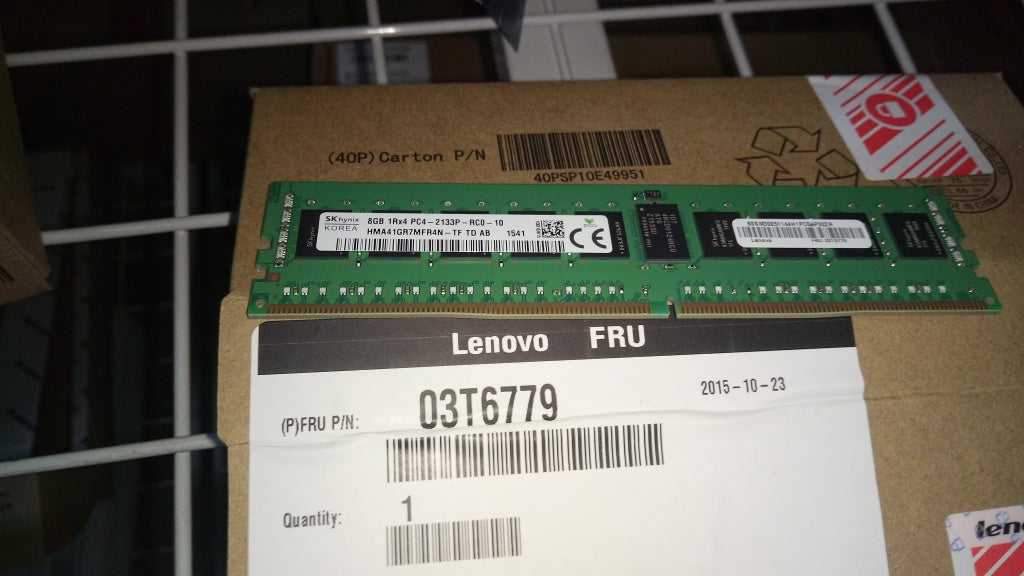 (40P) Carton P/N
40PSP10E49951
SK hynix
KOREA
8GB 1Rx4 PC4-2133P-RC0-10
HMA41GR7MFR4N-TF TD AB 1541
CE
Lenovo
Lenovo FRU
(P)FRU P/N: 03T6779
2015-10-23
Quantity: 1